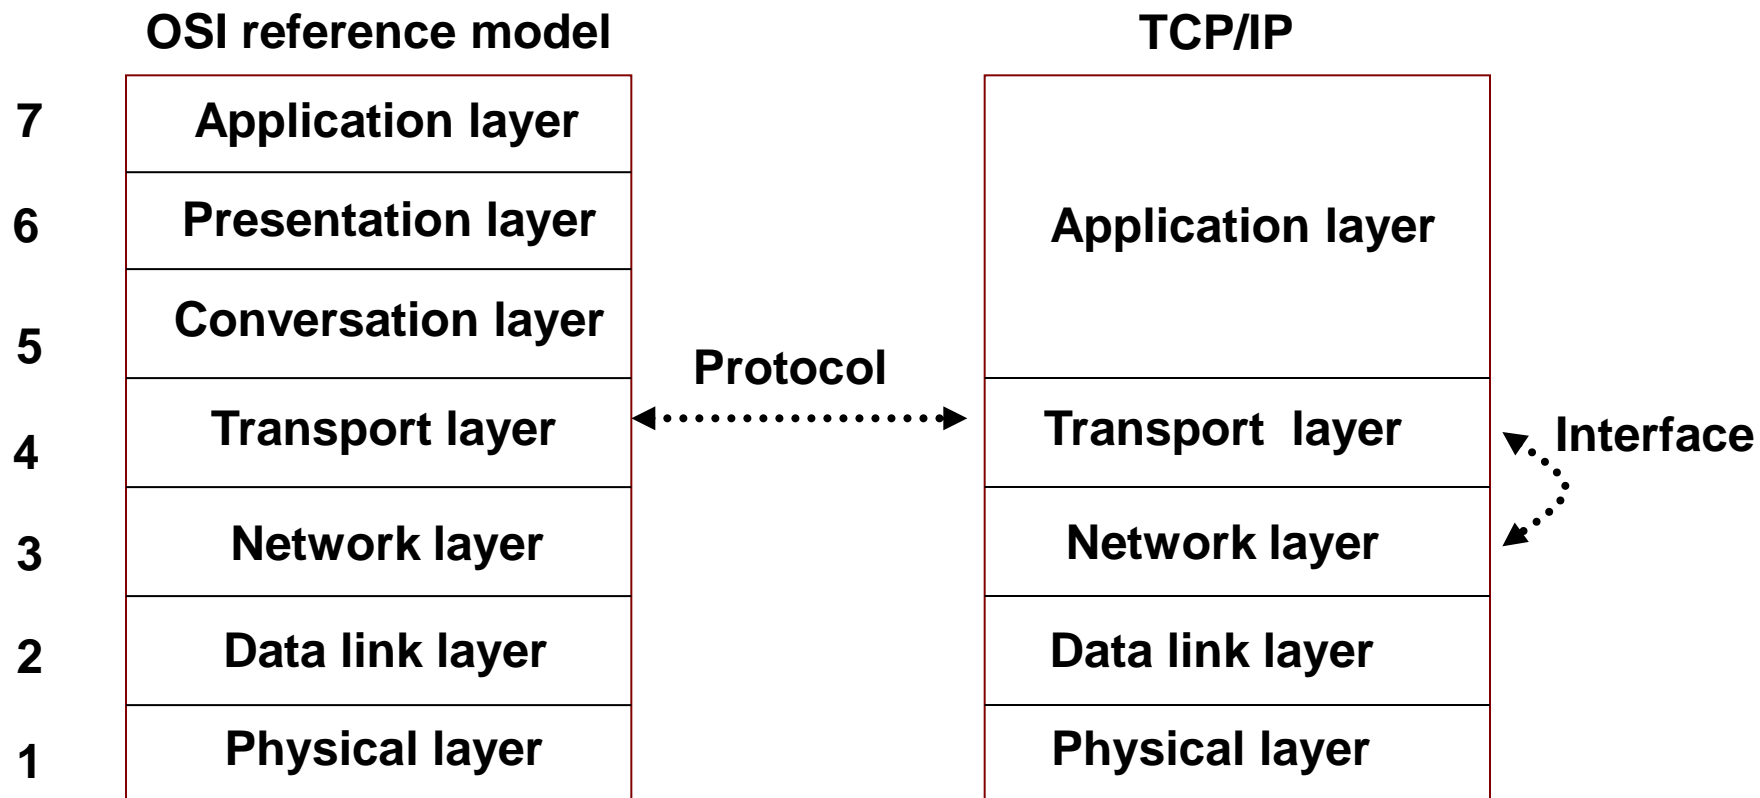 OSI reference model
TCP/IP
7
Application layer
6
Presentation layer
Application layer
5
Conversation layer
Protocol
4
Transport layer
Transport layer
Interface
3
Network layer
Network layer
2
Data link layer
Data link layer
1
Physical layer
Physical layer